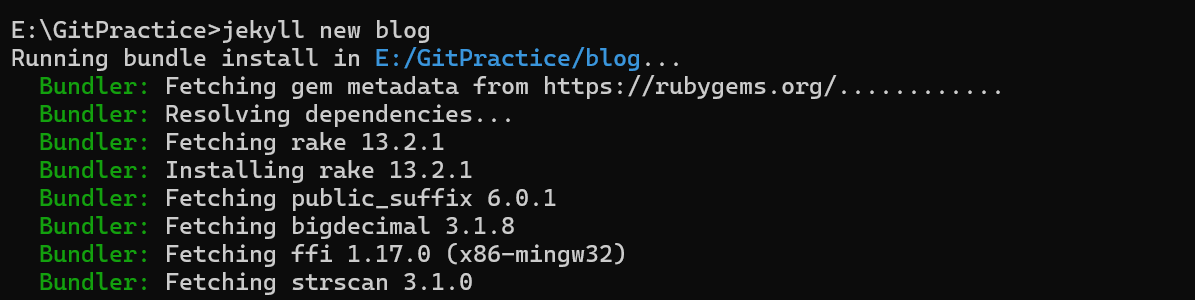 E:\GitPractice>jekyll new blog
Running bundle install in E:/GitPractice/blog...
  Bundler: Fetching gem metadata from https://rubygems.org/............
  Bundler: Resolving dependencies...
  Bundler: Fetching rake 13.2.1
  Bundler: Installing rake 13.2.1
  Bundler: Fetching public_suffix 6.0.1
  Bundler: Fetching bigdecimal 3.1.8
  Bundler: Fetching ffi 1.17.0 (x86-mingw32)
  Bundler: Fetching strscan 3.1.0